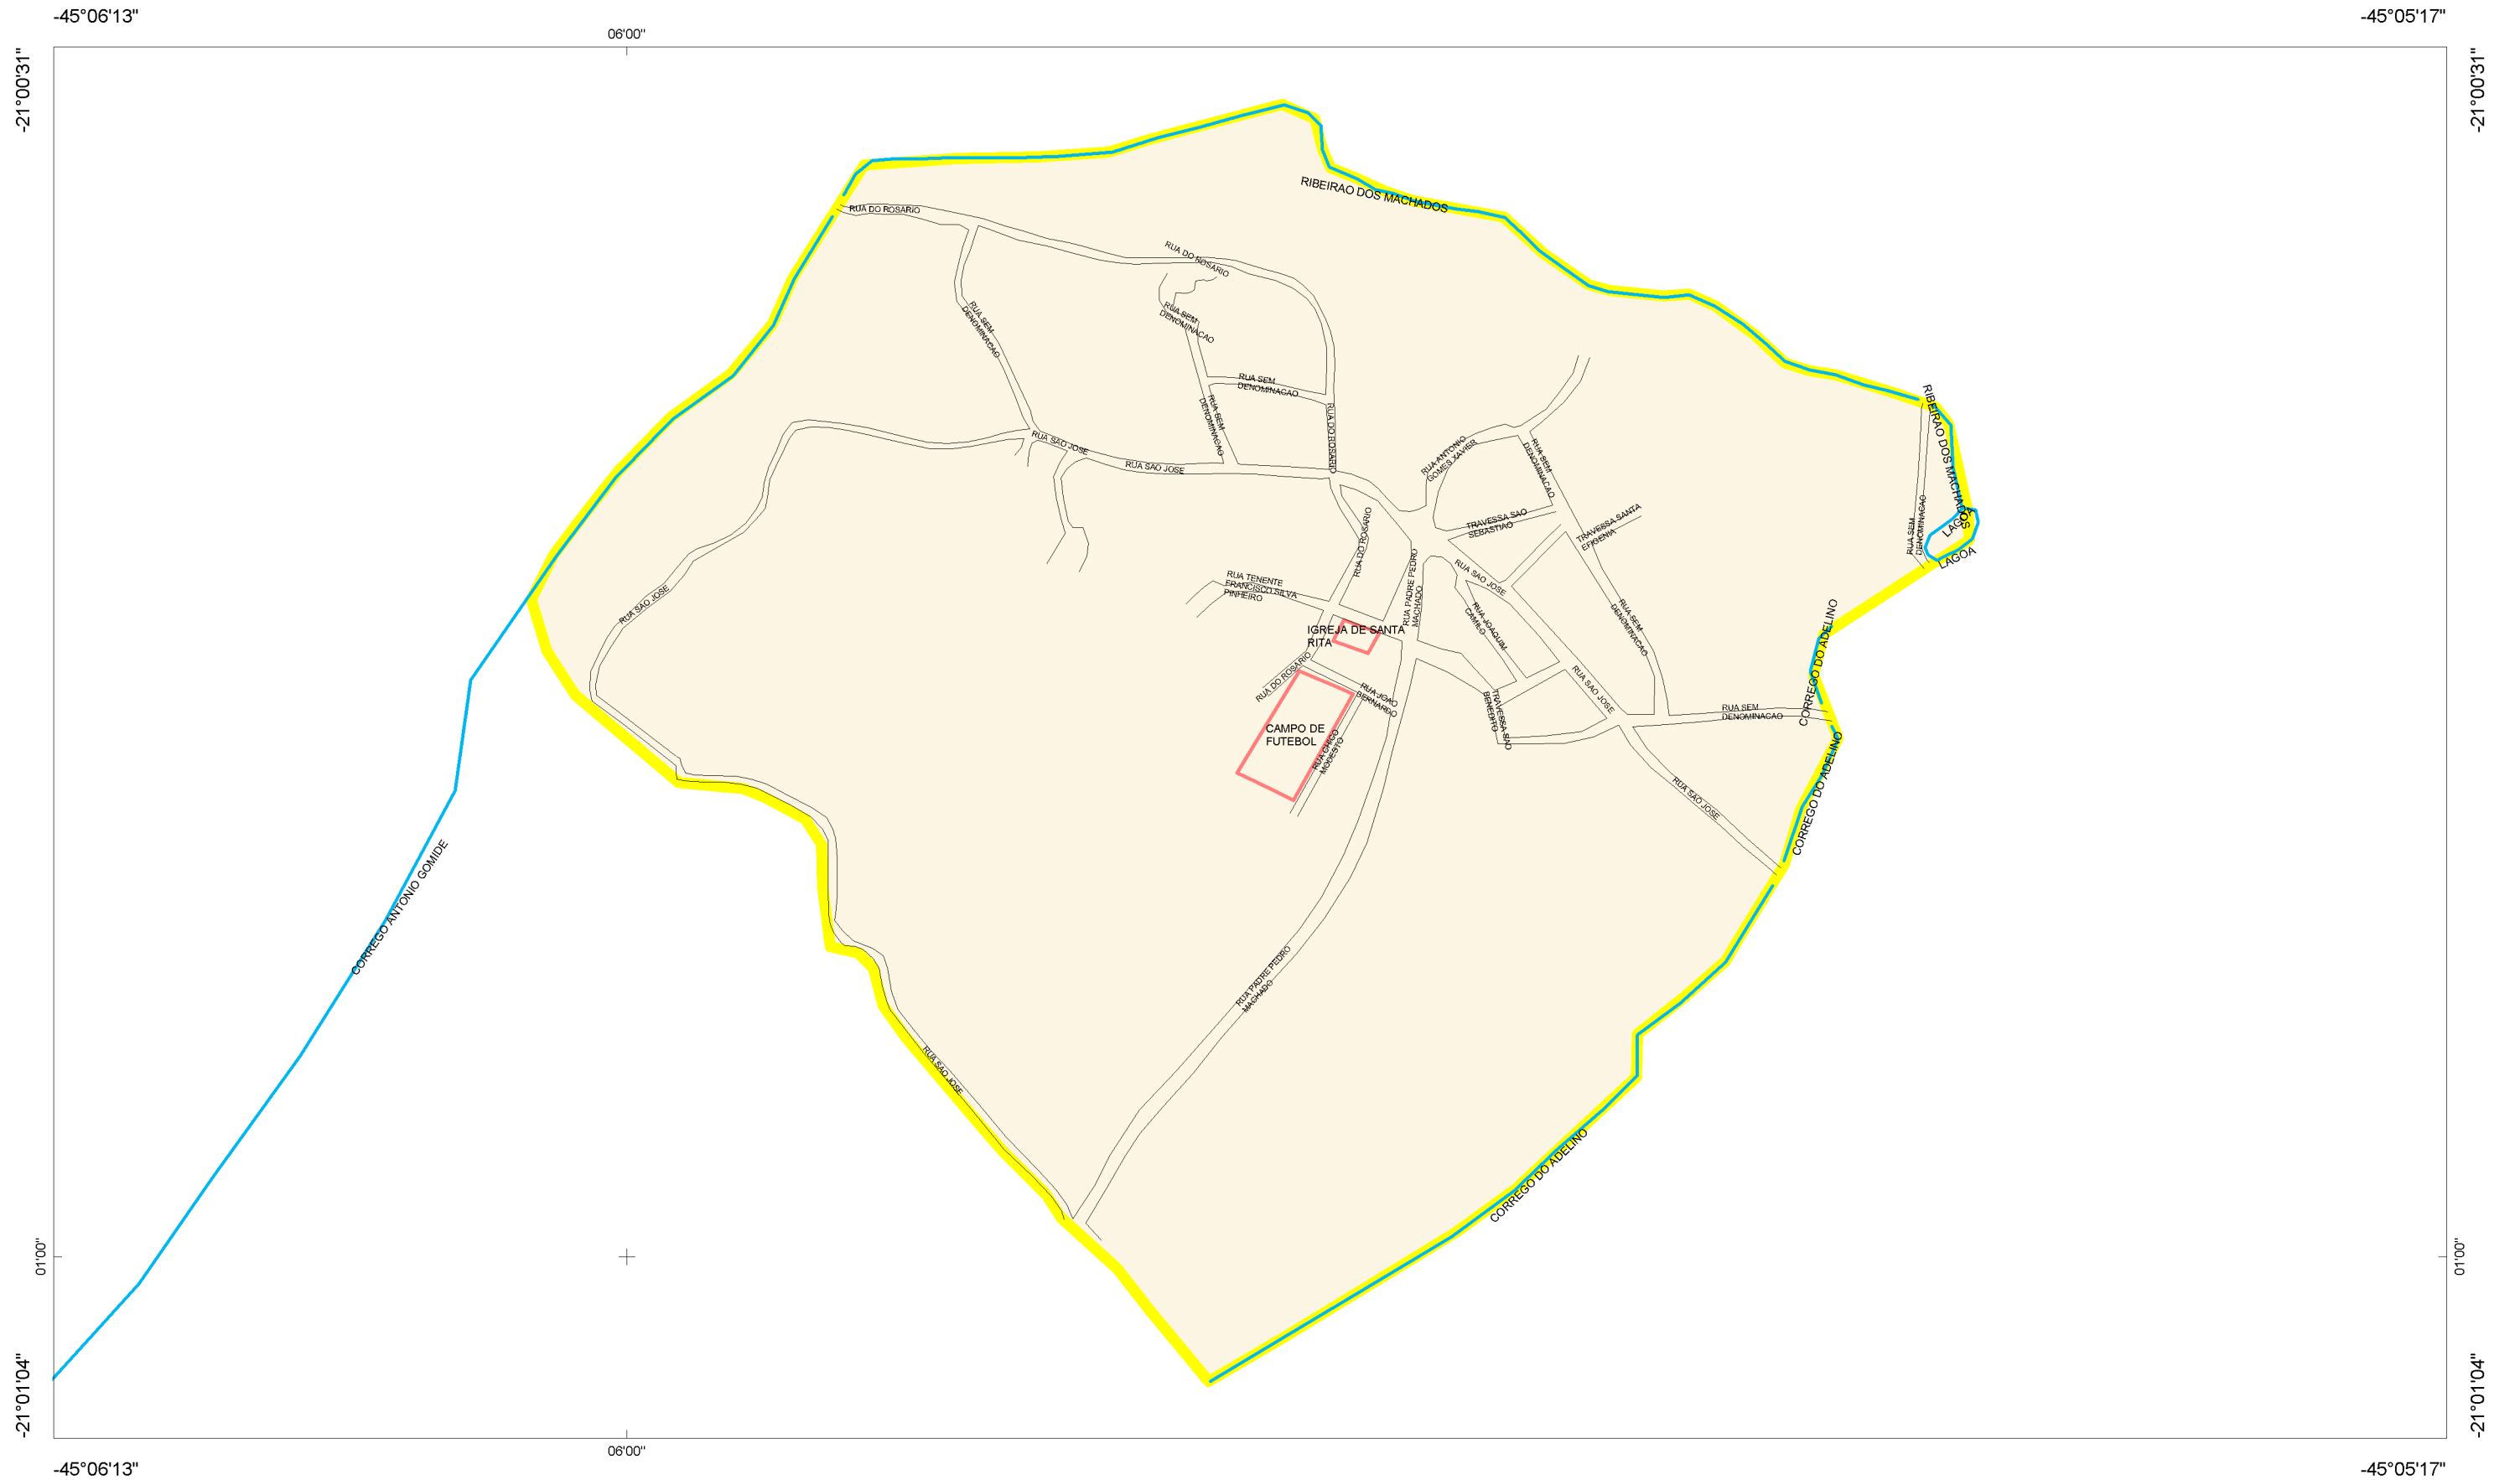 -45°06'13"
-45°05'17"
06'00"
-21°00'31"
-21°00'31"
RIBEIRAO DOS MACHADOS
RUA DO ROSARIO
RUA DO ROSARIO
RUA SEM
DENOMINACAO
RUA SEM
DENOMINACAO
RUA SEM
DENOMINACAO
RUA SEM
DENOMINACAO
RUA DO ROSARIO
RIBEIRAO DOS MACHADOS
RUA SAO JOSE
RUA SAO JOSE
RUA ANTONIO
GOMES XAVIER
RUA SEM
DENOMINACAO
TRAVESSA SAO
SEBASTIAO
TRAVESSA SANTA
EFIGENIA
RUA SEM
DENOMINACAO
LAGOA
LAGOA
RUA DO ROSARIO
RUA TENENTE
FRANCISCO SILVA
PINHEIRO
RUA PADRE PEDRO
MACHADO
RUA SAO JOSE
RUA SAO JOSE
RUA JOAQUIM
CAMILO
RUA SEM
DENOMINACAO
IGREJA DE SANTA
RITA
CORREGO DO ADELINO
RUA DO ROSARIO
RUA JOAO
BERNARDO
TRAVESSA SAO
BENEDITO
RUA SAO JOSE
RUA SEM
DENOMINACAO
CAMPO DE
FUTEBOL
RUA CHICO
MODESTO
CORREGO DO ADELINO
RUA SAO JOSE
CORREGO ANTONIO GOMIDE
RUA PADRE PEDRO
MACHADO
RUA SAO JOSE
CORREGO DO ADELINO
01'00"
01'00"
-21°01'04"
-21°01'04"
06'00"
-45°06'13"
-45°05'17"